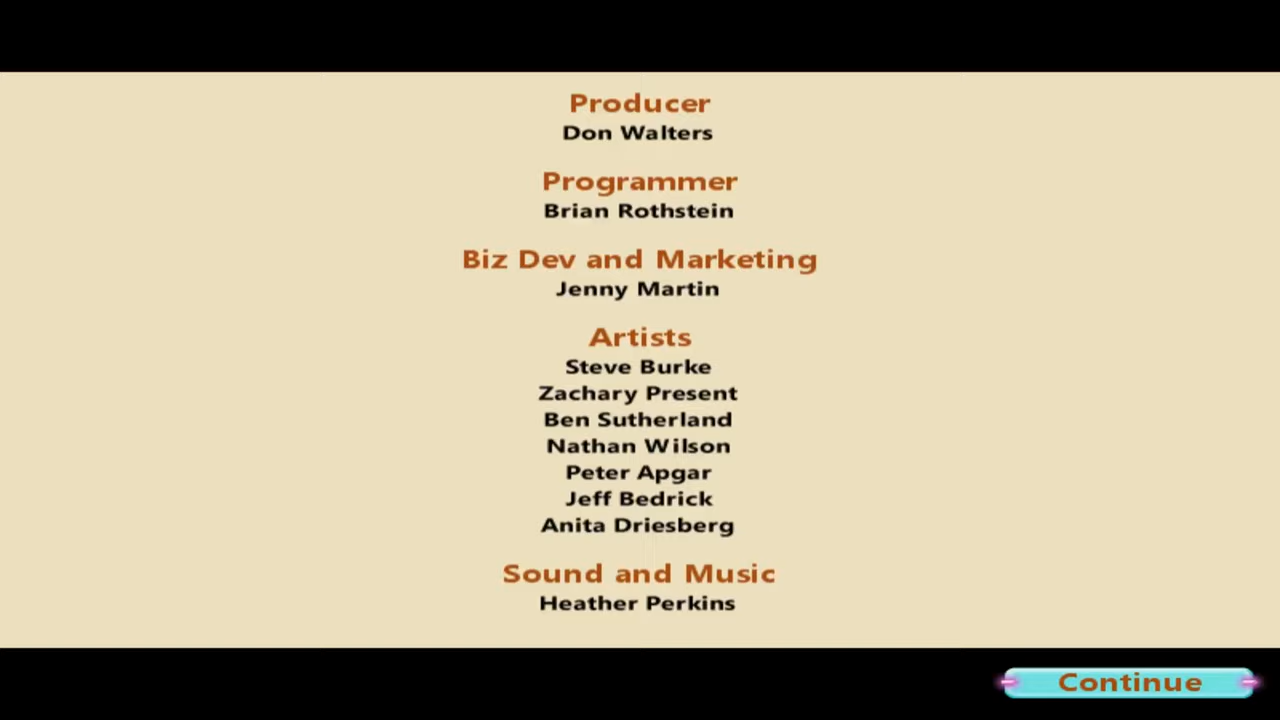 Producer
Don Walters
Programmer
Brian Rothstein
Biz Dev and Marketing
Jenny Martin
Artists
Steve Burke
Zachary Present
Ben Sutherland
Nathan Wilson
Peter Apgar
Jeff Bedrick
Anita Driesberg
Sound and Music
Heather Perkins
Continue